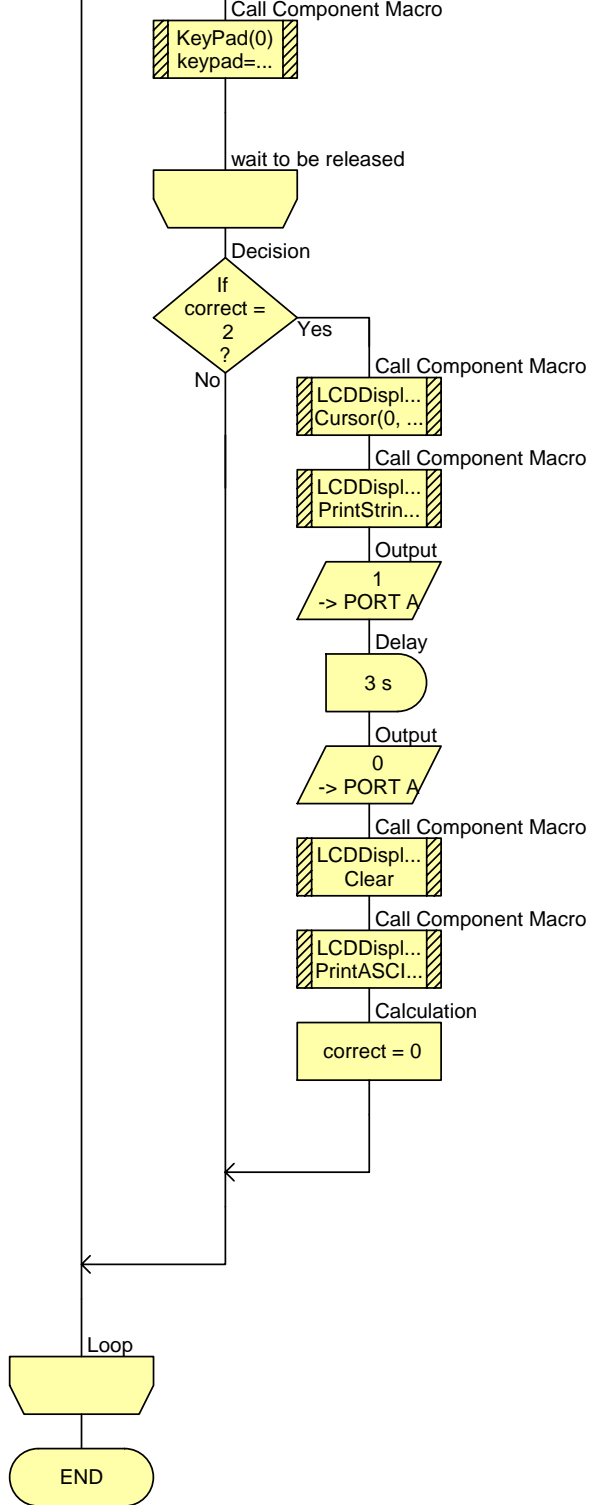 Call Component Macro
KeyPad(0)
keypad=...
wait to be released
Decision
If
correct =
2
?
Yes
No
Call Component Macro
LCDDispl...
Cursor(0, ...
Call Component Macro
LCDDispl...
PrintStrin...
Output
1
-> PORT A
Delay
3 s
Output
0
-> PORT A
Call Component Macro
LCDDispl...
Clear
Call Component Macro
LCDDispl...
PrintASCI...
Calculation
correct = 0
Loop
END